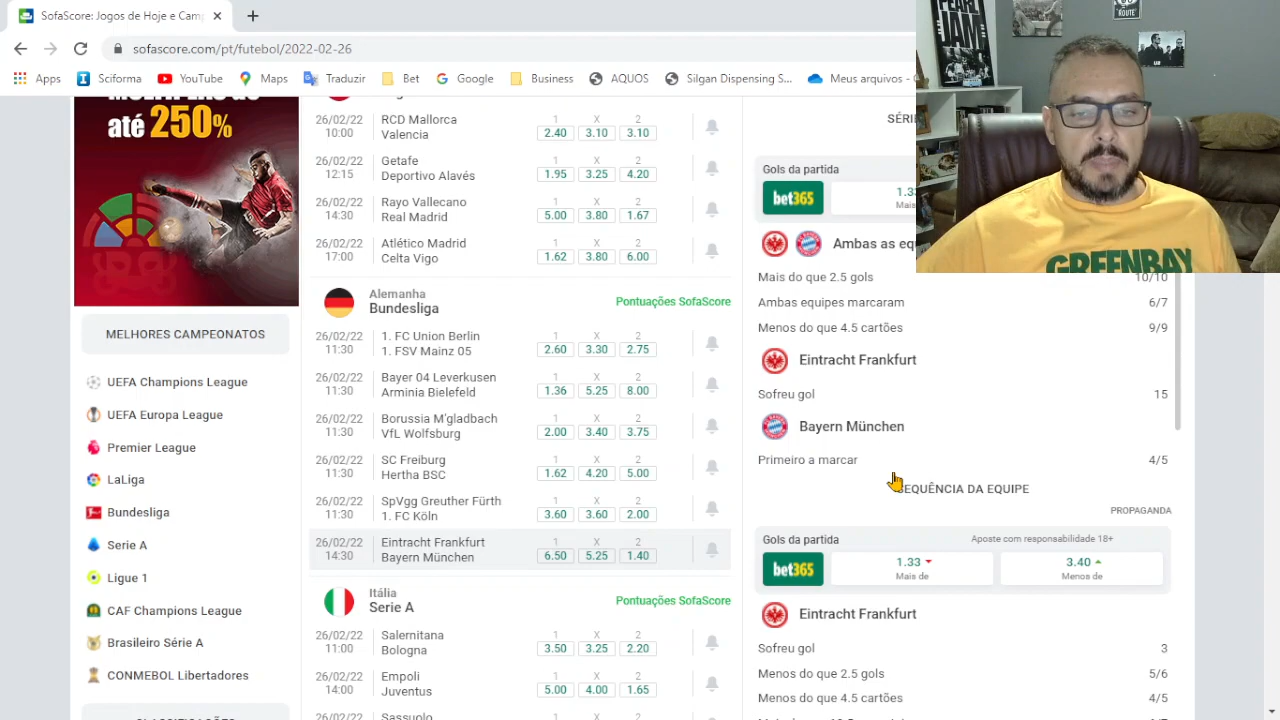 SofaScore: Jogos de Hoje e Camp
sofascore.com/pt/futebol/2022-02-26
Apps
Sciforma
YouTube
Maps
Traduzir
Bet
Google
Business
AQUOS
Silgan Dispensing S...
Meus arquivos - O
até 250%
MELHORES CAMPEONATOS
UEFA Champions League
UEFA Europa League
Premier League
LaLiga
Bundesliga
Serie A
Ligue 1
CAF Champions League
Brasileiro Série A
CONMEBOL Libertadores
26/02/22 RCD Mallorca 1 X 2
10:00 Valencia 2.40 3.10 3.10
26/02/22 Getafe 1 X 2
12:15 Deportivo Alavés 1.95 3.25 4.20
26/02/22 Rayo Vallecano 1 X 2
14:30 Real Madrid 5.00 3.80 1.67
26/02/22 Atlético Madrid 1 X 2
17:00 Celta Vigo 1.62 3.80 6.00
Alemanha
Bundesliga
Pontuações SofaScore
26/02/22 1. FC Union Berlin 1 X 2
11:30 1. FSV Mainz 05 2.60 3.30 2.75
26/02/22 Bayer 04 Leverkusen 1 X 2
11:30 Arminia Bielefeld 1.36 5.25 8.00
26/02/22 Borussia M'gladbach 1 X 2
11:30 VfL Wolfsburg 2.00 3.40 3.75
26/02/22 SC Freiburg 1 X 2
11:30 Hertha BSC 1.62 4.20 5.00
26/02/22 SpVgg Greuther Fürth 1 X 2
11:30 1. FC Köln 3.60 3.60 2.00
26/02/22 Eintracht Frankfurt 1 X 2
14:30 Bayern München 6.50 5.25 1.40
Itália
Serie A
Pontuações SofaScore
26/02/22 Salernitana 1 X 2
11:00 Bologna 3.50 3.25 2.20
26/02/22 Empoli 1 X 2
14:00 Juventus 5.00 4.00 1.65
26/02/22 Sassuolo 1 X 2
SÉRIE
Gols da partida
bet365
1.33
Mais
Ambas as eq
Mais do que 2.5 gols 10/10
Ambas equipes marcaram 6/7
Menos do que 4.5 cartões 9/9
Eintracht Frankfurt
Sofreu gol 15
Bayern München
Primeiro a marcar 4/5
SEQUÊNCIA DA EQUIPE
PROPAGANDA
Gols da partida Aposte com responsabilidade 18+
bet365
1.33
Mais de
3.40
Menos de
Eintracht Frankfurt
Sofreu gol 3
Menos do que 2.5 gols 5/6
Menos do que 4.5 cartões 4/5
PEARL
JAM
ROUTE
GREENBAY